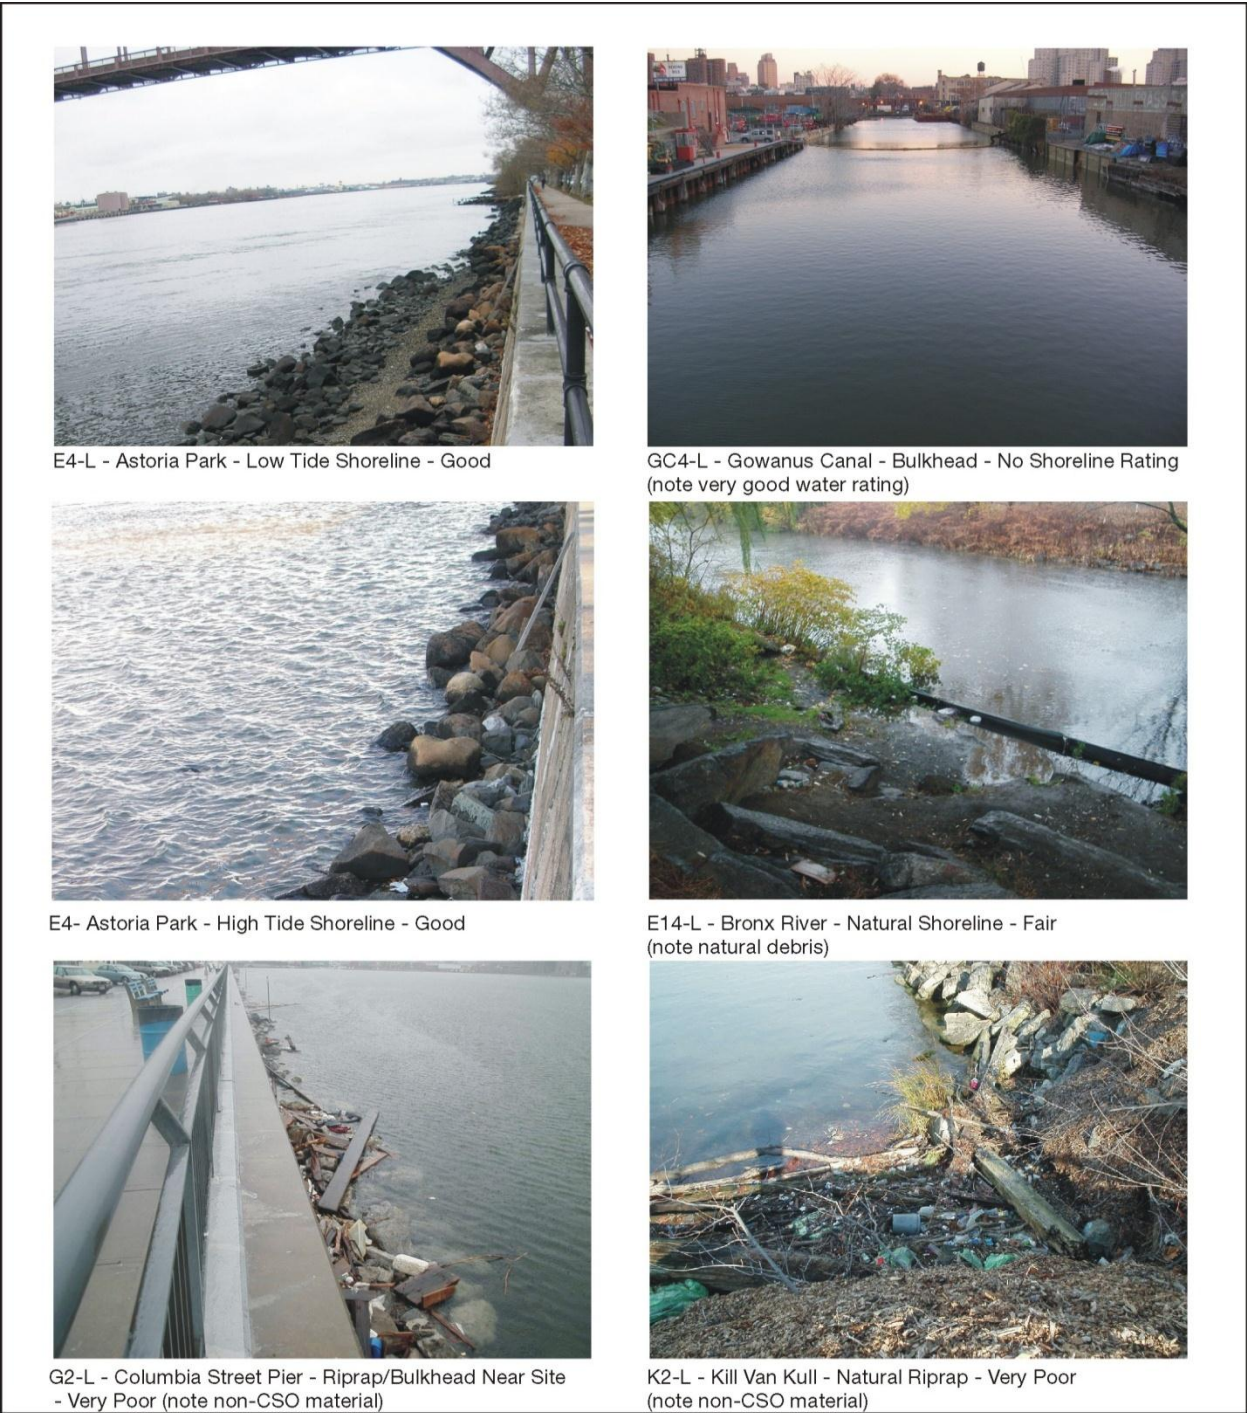 E4-L - Astoria Park - Low Tide Shoreline - Good
GC4-L - Gowanus Canal - Bulkhead - No Shoreline Rating
(note very good water rating)
E4- Astoria Park - High Tide Shoreline - Good
E14-L - Bronx River - Natural Shoreline - Fair
(note natural debris)
G2-L - Columbia Street Pier - Riprap/Bulkhead Near Site
- Very Poor (note non-CSO material)
K2-L - Kill Van Kull - Natural Riprap - Very Poor
(note non-CSO material)